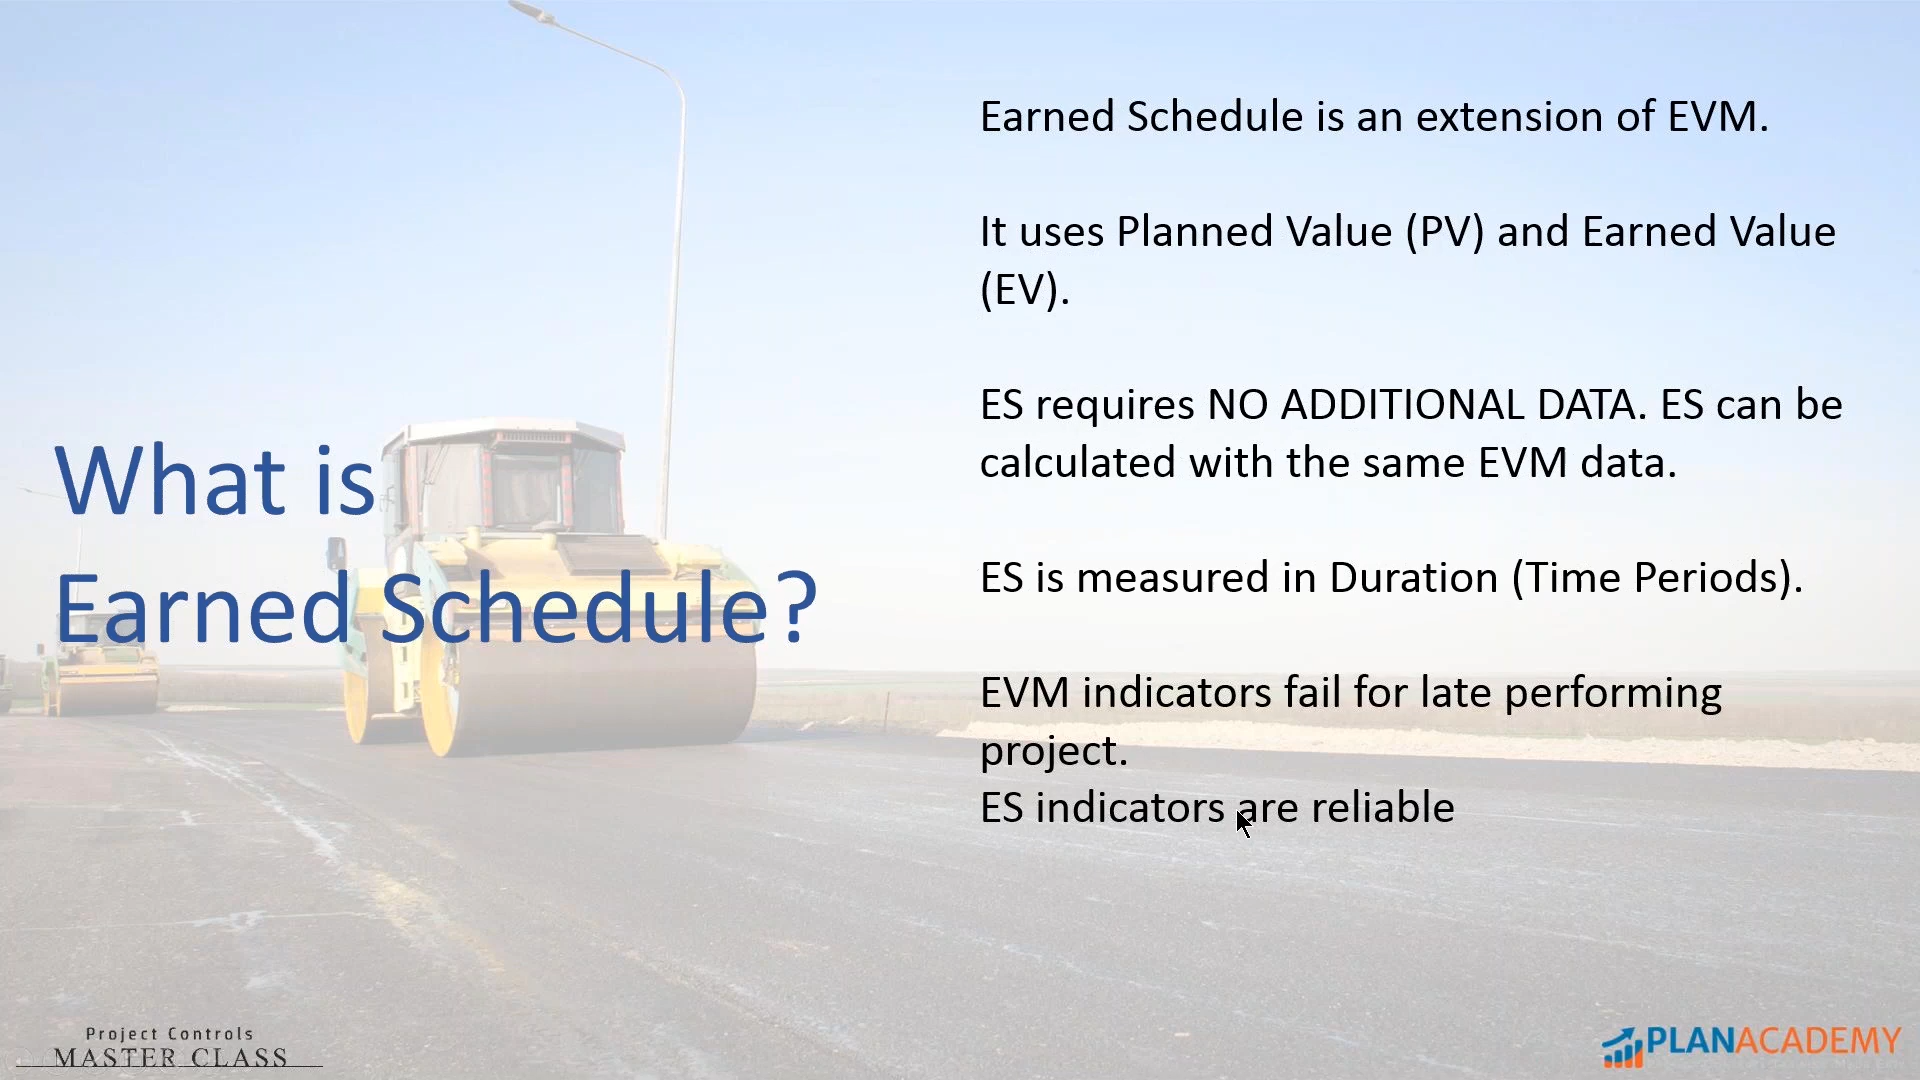 What is
Earned Schedule?
Earned Schedule is an extension of EVM.
It uses Planned Value (PV) and Earned Value
(EV).
ES requires NO ADDITIONAL DATA. ES can be
calculated with the same EVM data.
ES is measured in Duration (Time Periods).
EVM indicators fail for late performing
project.
ES indicators are reliable
Project Controls
MASTER CLASS
PLANACADEMY